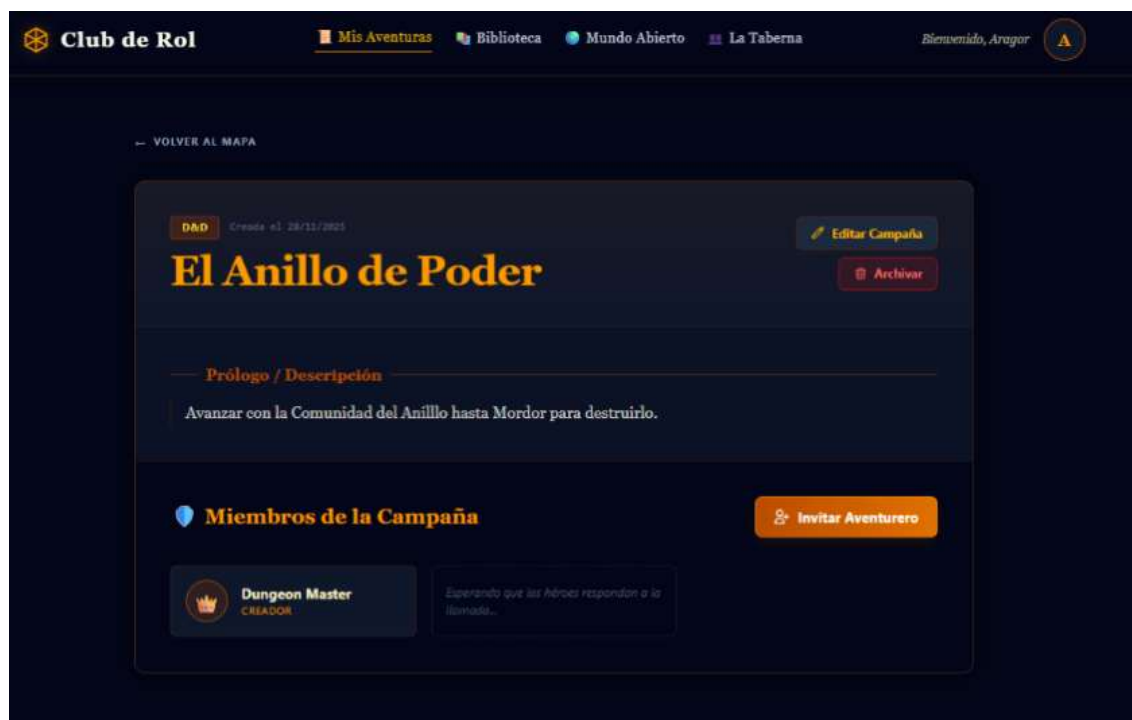 Club de Rol
Mis Aventuras
Biblioteca
Mundo Abierto
La Taberna
Bienvenido, Aragor
A
← VOLVER AL MAPA
D&D
Creada el 28/11/2025
Editar Campaña
El Anillo de Poder
Archivar
Prólogo / Descripción
Avanzar con la Comunidad del Anilllo hasta Mordor para destruirlo.
Miembros de la Campaña
Invitar Aventurero
Dungeon Master
CREADOR
Esperando que los héroes respondan a la
llamada...